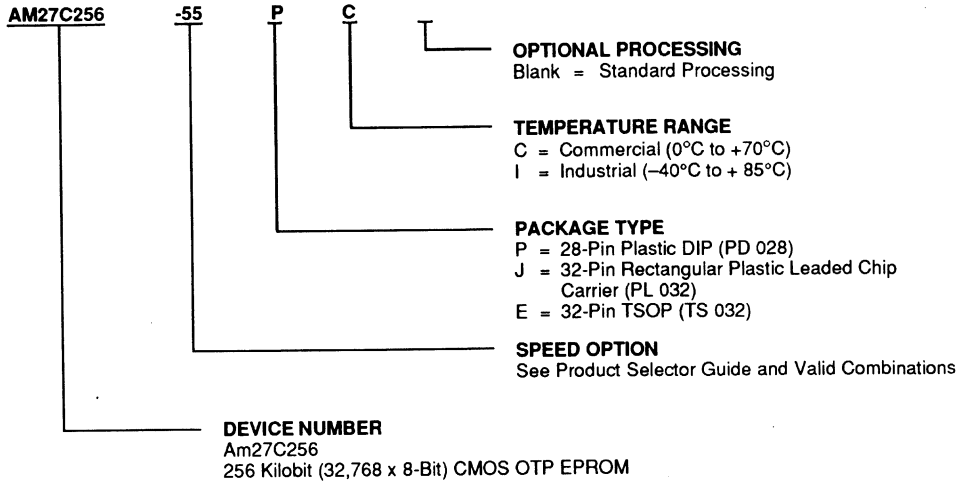 AM27C256 -55 P C
OPTIONAL PROCESSING
Blank = Standard Processing
TEMPERATURE RANGE
C = Commercial (0°C to +70°C)
I = Industrial (–40°C to + 85°C)
PACKAGE TYPE
P = 28-Pin Plastic DIP (PD 028)
J = 32-Pin Rectangular Plastic Leaded Chip
Carrier (PL 032)
E = 32-Pin TSOP (TS 032)
SPEED OPTION
See Product Selector Guide and Valid Combinations
DEVICE NUMBER
Am27C256
256 Kilobit (32,768 x 8-Bit) CMOS OTP EPROM